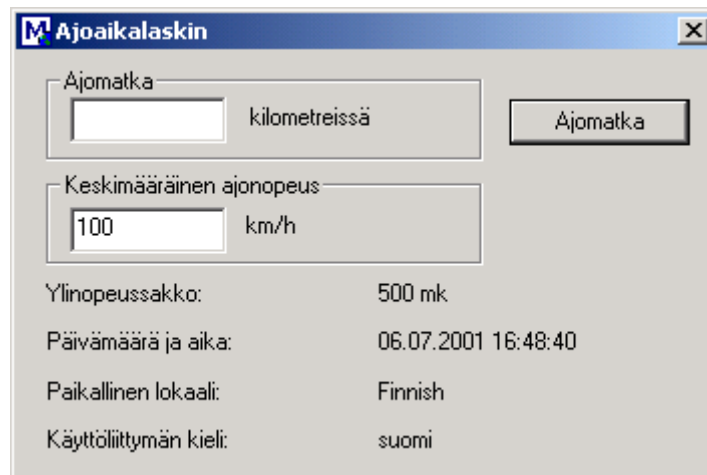 Ajoaikalaskin
Ajomatka
kilometreissä
Ajomatka
Keskimääräinen ajonopeus
100 km/h
Ylinopeussakko: 500 mk
Päivämäärä ja aika: 06.07.2001 16:48:40
Paikallinen lokaali: Finnish
Käyttöliittymän kieli: suomi